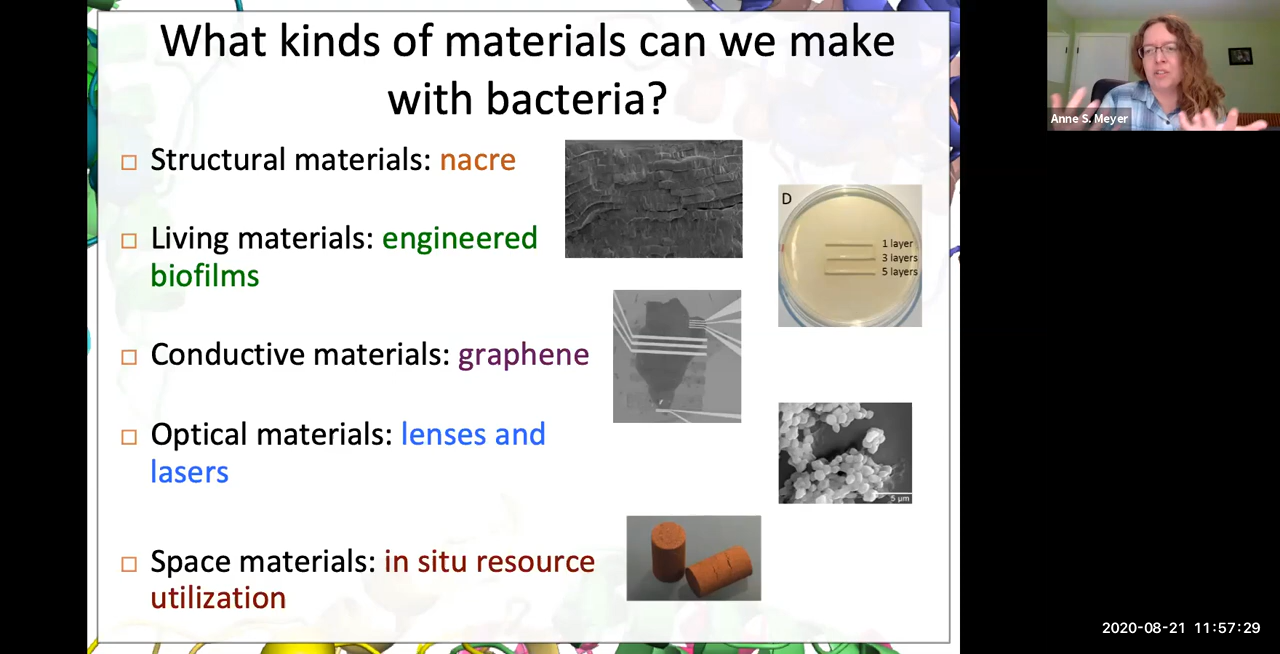 What kinds of materials can we make
with bacteria?
Structural materials: nacre
Living materials: engineered
biofilms
Conductive materials: graphene
Optical materials: lenses and
lasers
Space materials: in situ resource
utilization
D
1 layer
3 layers
5 layers
5 µm
Anne S. Meyer
2020-08-21 11:57:29